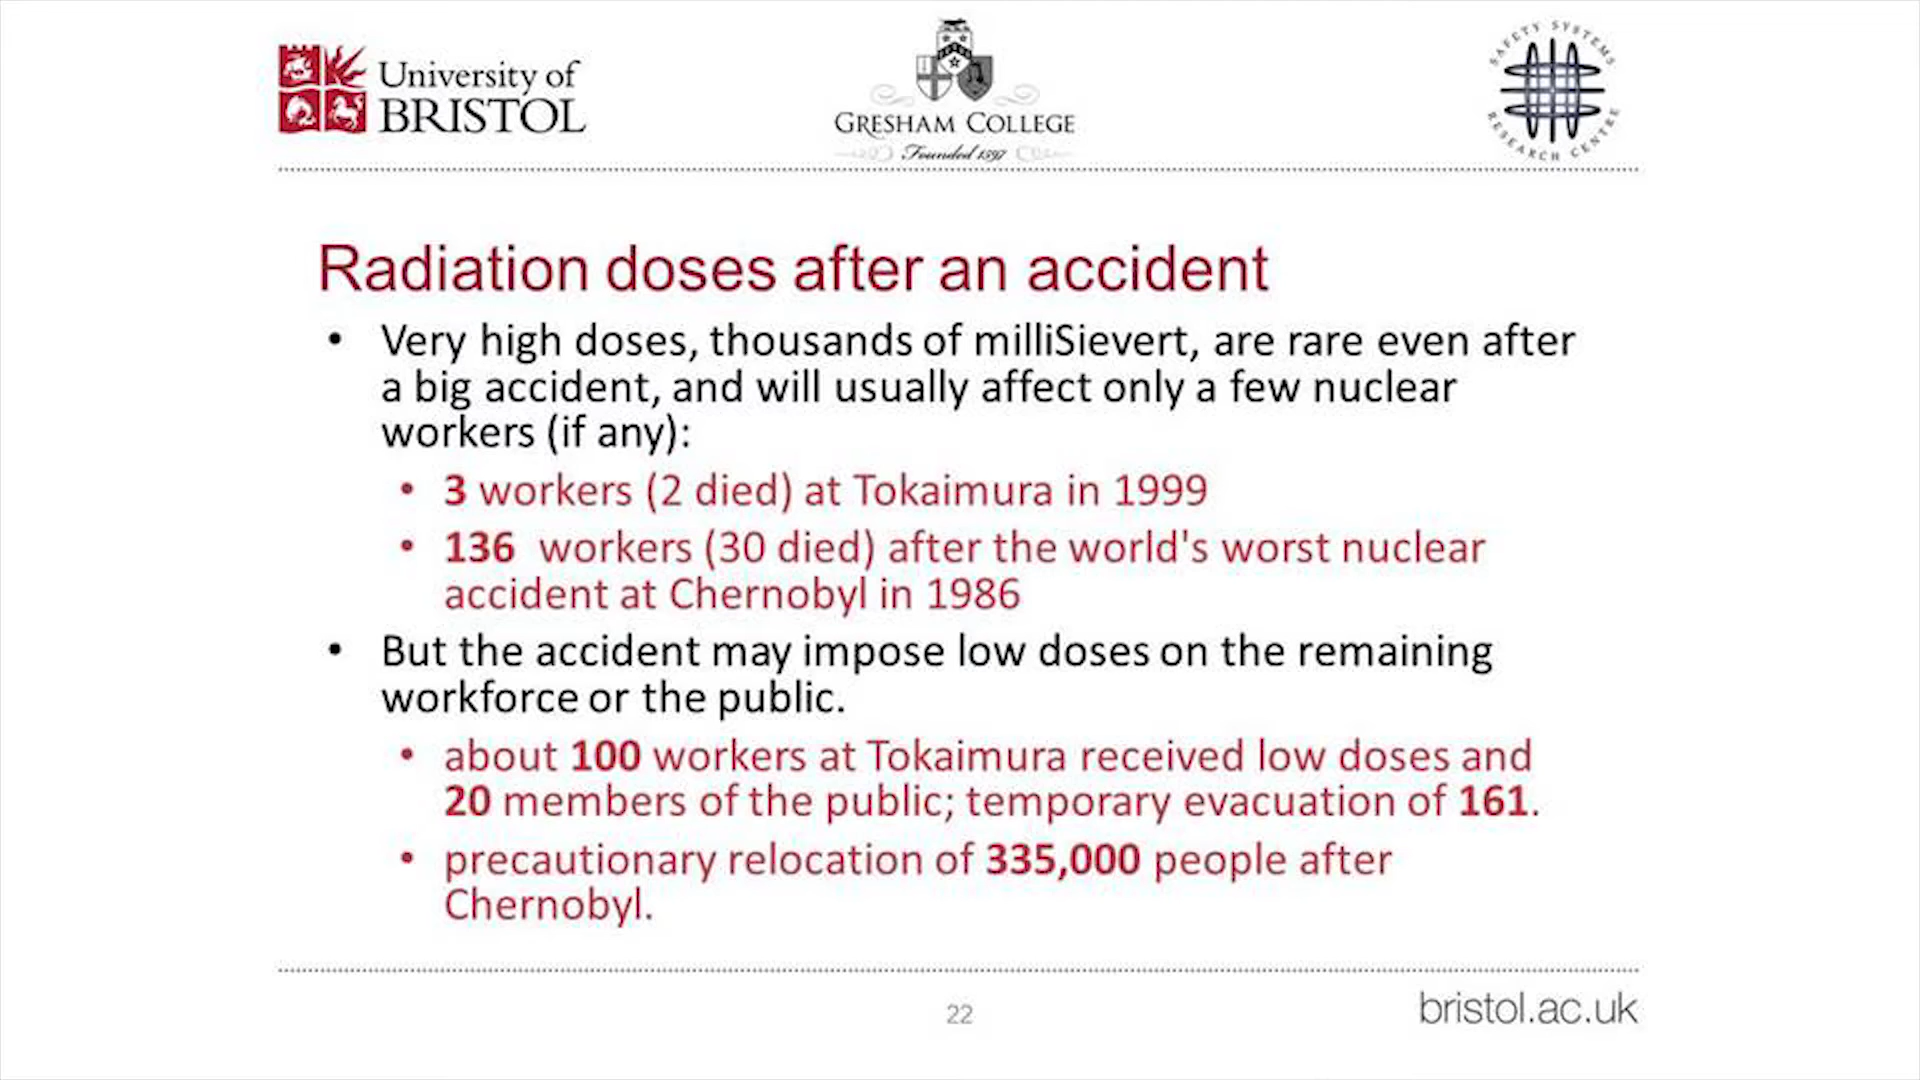 University of
BRISTOL
GRESHAM COLLEGE
Founded 1597
SAFETY SYSTEMS
RESEARCH CENTRE
Radiation doses after an accident
• Very high doses, thousands of milliSievert, are rare even after
a big accident, and will usually affect only a few nuclear
workers (if any):
• 3 workers (2 died) at Tokaimura in 1999
• 136 workers (30 died) after the world's worst nuclear
accident at Chernobyl in 1986
• But the accident may impose low doses on the remaining
workforce or the public.
• about 100 workers at Tokaimura received low doses and
20 members of the public; temporary evacuation of 161.
• precautionary relocation of 335,000 people after
Chernobyl.
22
bristol.ac.uk